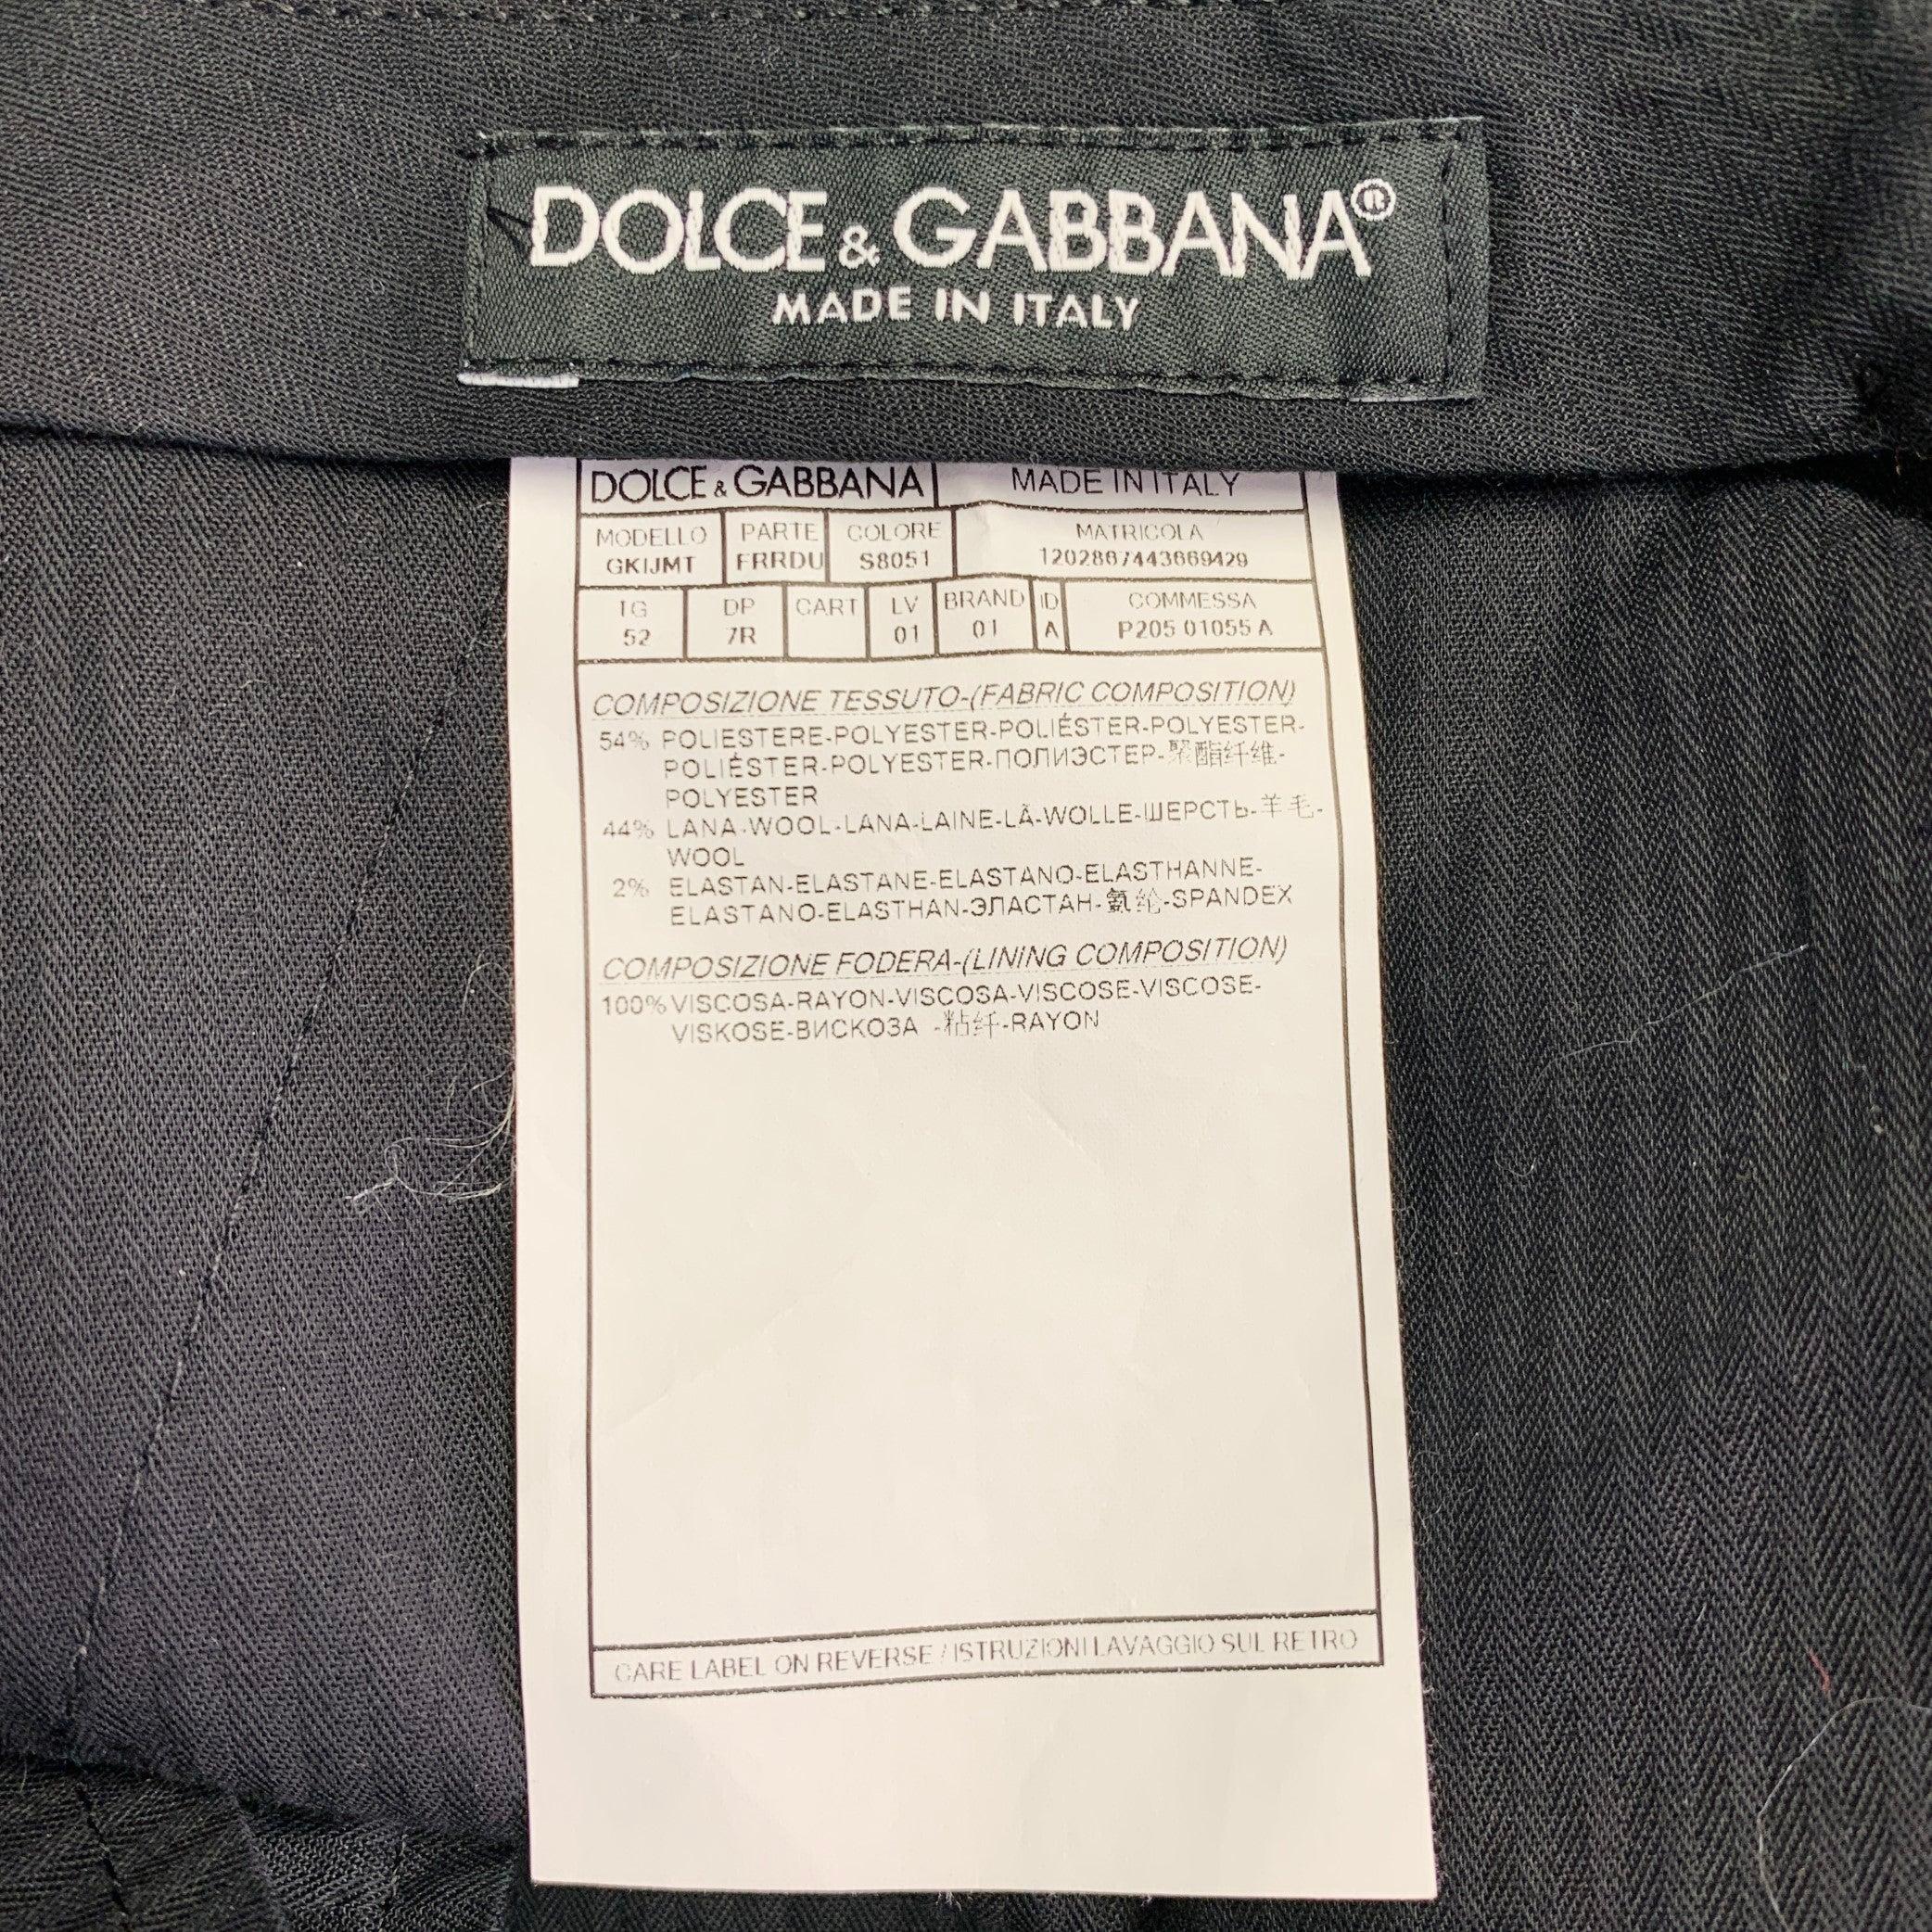 DOLCE & GABBANA®
MADE IN ITALY
DOLCE & GABBANA MADE IN ITALY
MODELLO PARTE COLORE MATRICOLA
GKIJMT FRRDU S8051 1202867443669429
TG DP CART LV BRAND ID COMMESSA
52 7R 01 01 A P205 01055 A
COMPOSIZIONE TESSUTO-(FABRIC COMPOSITION)
54% POLIESTERE-POLYESTER-POLIÉSTER-POLYESTER-
POLIÉSTER-POLYESTER-ПОЛИЭСТЕР-聚酯纤维-
POLYESTER
44% LANA-WOOL-LANA-LAINE-LÃ-WOLLE-ШЕРСТЬ-羊毛-
WOOL
2% ELASTAN-ELASTANE-ELASTANO-ELASTHANNE-
ELASTANO-ELASTHAN-ЭЛАСТАН-氨纶-SPANDEX
COMPOSIZIONE FODERA-(LINING COMPOSITION)
100% VISCOSA-RAYON-VISCOSA-VISCOSE-VISCOSE-
VISKOSE-ВИСКОЗА -粘纤-RAYON
CARE LABEL ON REVERSE / ISTRUZIONI LAVAGGIO SUL RETRO